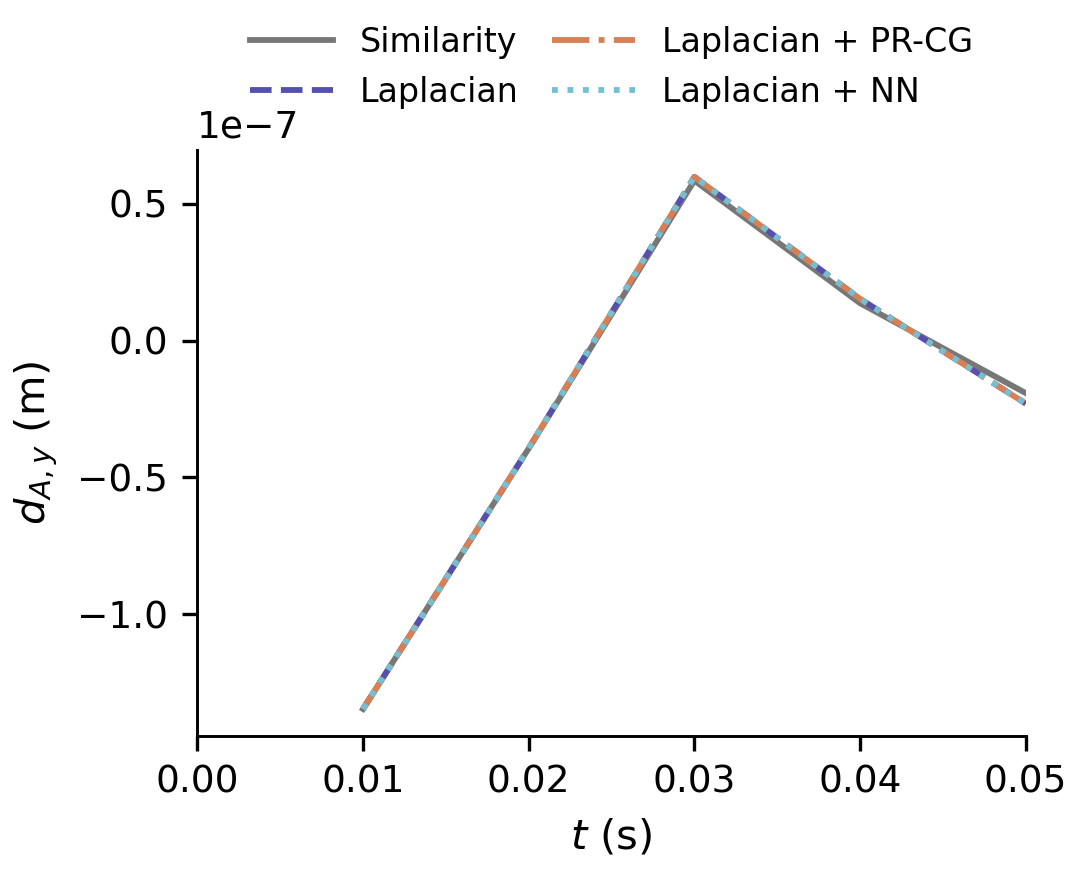 Similarity
Laplacian
Laplacian + PR-CG
Laplacian + NN
1e−7
0.5
0.0
−0.5
−1.0
d_{A,y} (m)
0.00 0.01 0.02 0.03 0.04 0.05
t (s)